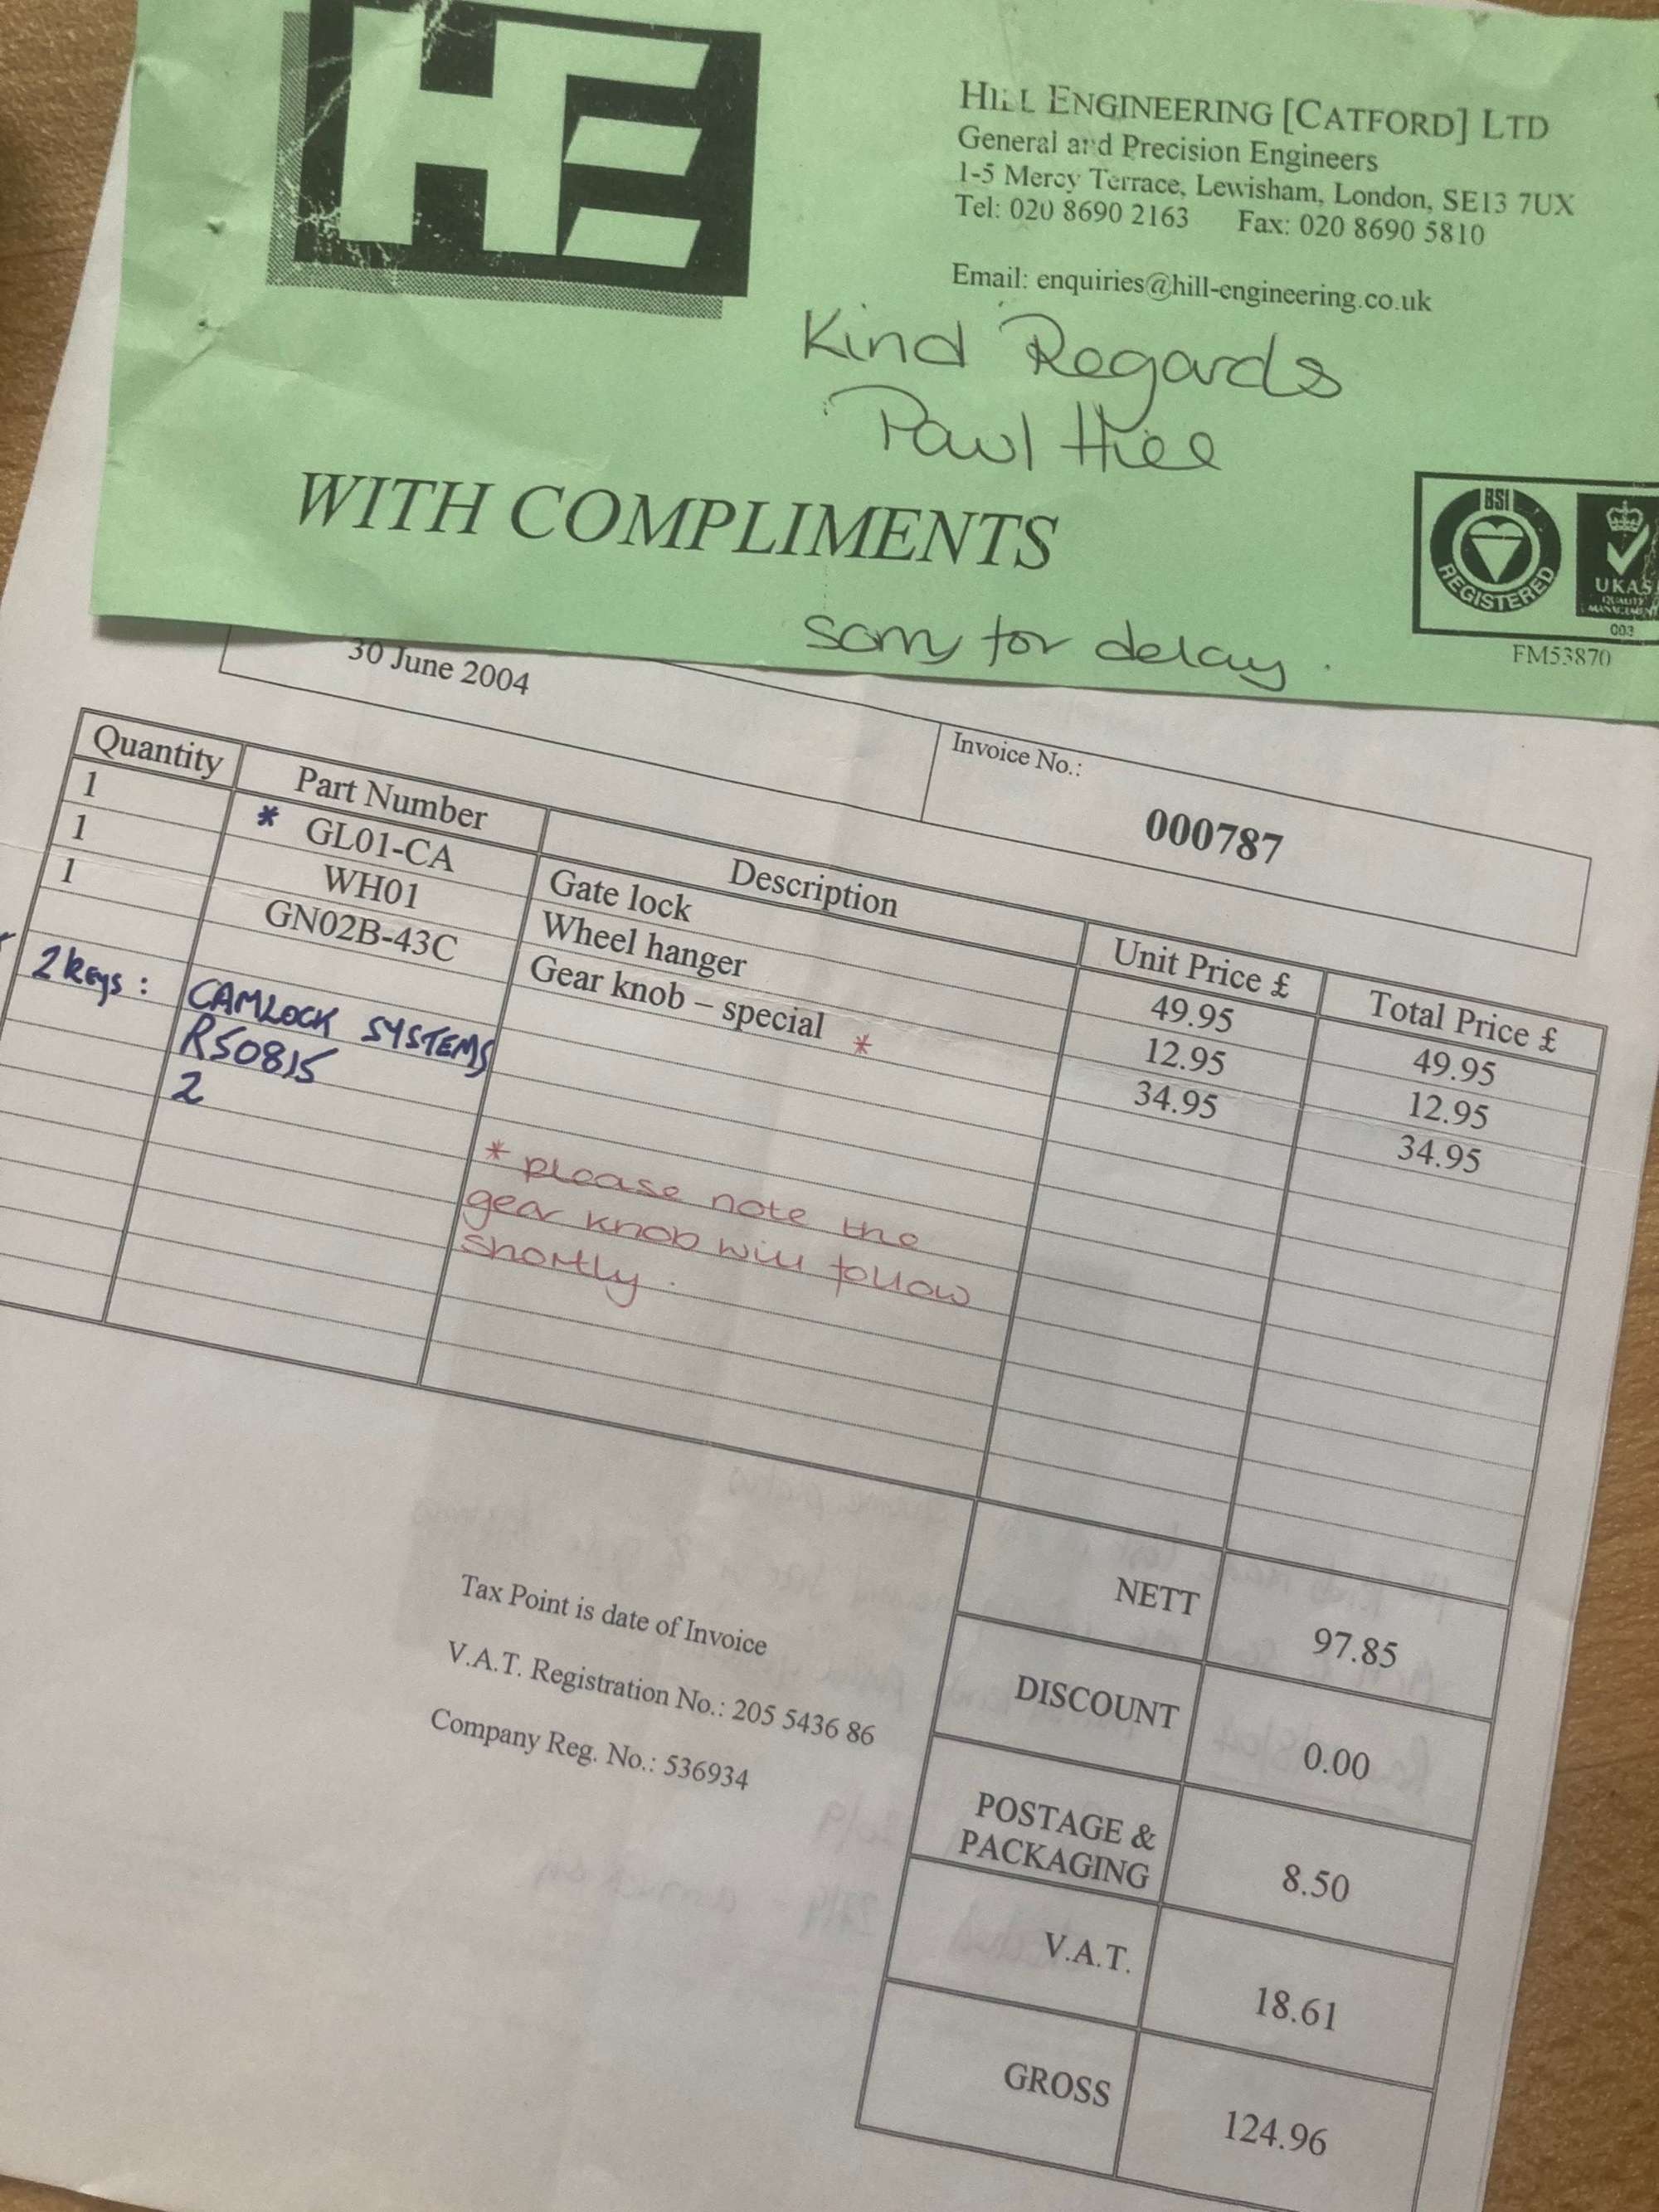 HE
HILL ENGINEERING [CATFORD] LTD
General and Precision Engineers
1-5 Mercy Terrace, Lewisham, London, SE13 7UX
Tel: 020 8690 2163 Fax: 020 8690 5810
Email: enquiries@hill-engineering.co.uk
Kind Regards
Paul Hill
WITH COMPLIMENTS
BSI
REGISTERED
UKAS
QUALITY
MANAGEMENT
003
FM53870
sorry for delay.
30 June 2004
Invoice No.:
000787
Quantity Part Number Description Unit Price £ Total Price £
1 * GL01-CA Gate lock 49.95 49.95
1 WH01 Wheel hanger 12.95 12.95
1 GN02B-43C Gear knob – special * 34.95 34.95
2 keys: CAMLOCK SYSTEMS
R50815
2
* please note the
gear knob will follow
shortly.
NETT 97.85
DISCOUNT 0.00
POSTAGE &
PACKAGING 8.50
V.A.T. 18.61
GROSS 124.96
Tax Point is date of Invoice
V.A.T. Registration No.: 205 5436 86
Company Reg. No.: 536934